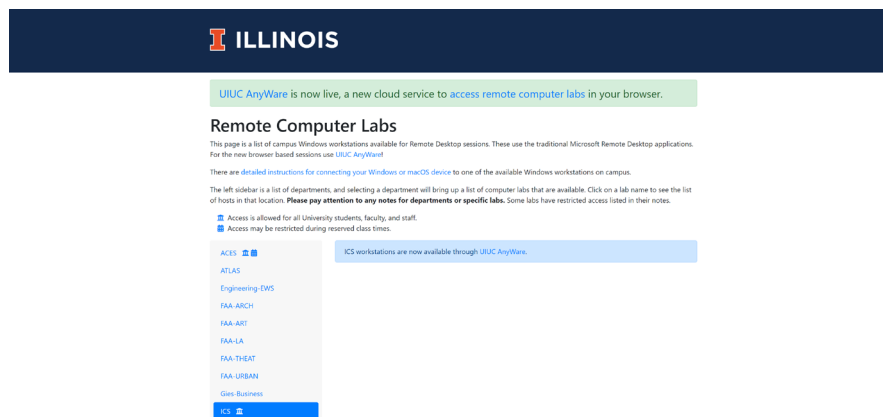 ILLINOIS
UIUC AnyWare is now live, a new cloud service to access remote computer labs in your browser.
Remote Computer Labs
This page is a list of campus Windows workstations available for Remote Desktop sessions. These use the traditional Microsoft Remote Desktop applications.
For the new browser based sessions use UIUC AnyWare!
There are detailed instructions for connecting your Windows or macOS device to one of the available Windows workstations on campus.
The left sidebar is a list of departments, and selecting a department will bring up a list of computer labs that are available. Click on a lab name to see the list
of hosts in that location. Please pay attention to any notes for departments or specific labs. Some labs have restricted access listed in their notes.
Access is allowed for all University students, faculty, and staff.
Access may be restricted during reserved class times.
ACES
ICS workstations are now available through UIUC AnyWare.
ATLAS
Engineering-EWS
FAA-ARCH
FAA-ART
FAA-LA
FAA-THEAT
FAA-URBAN
Gies-Business
ICS